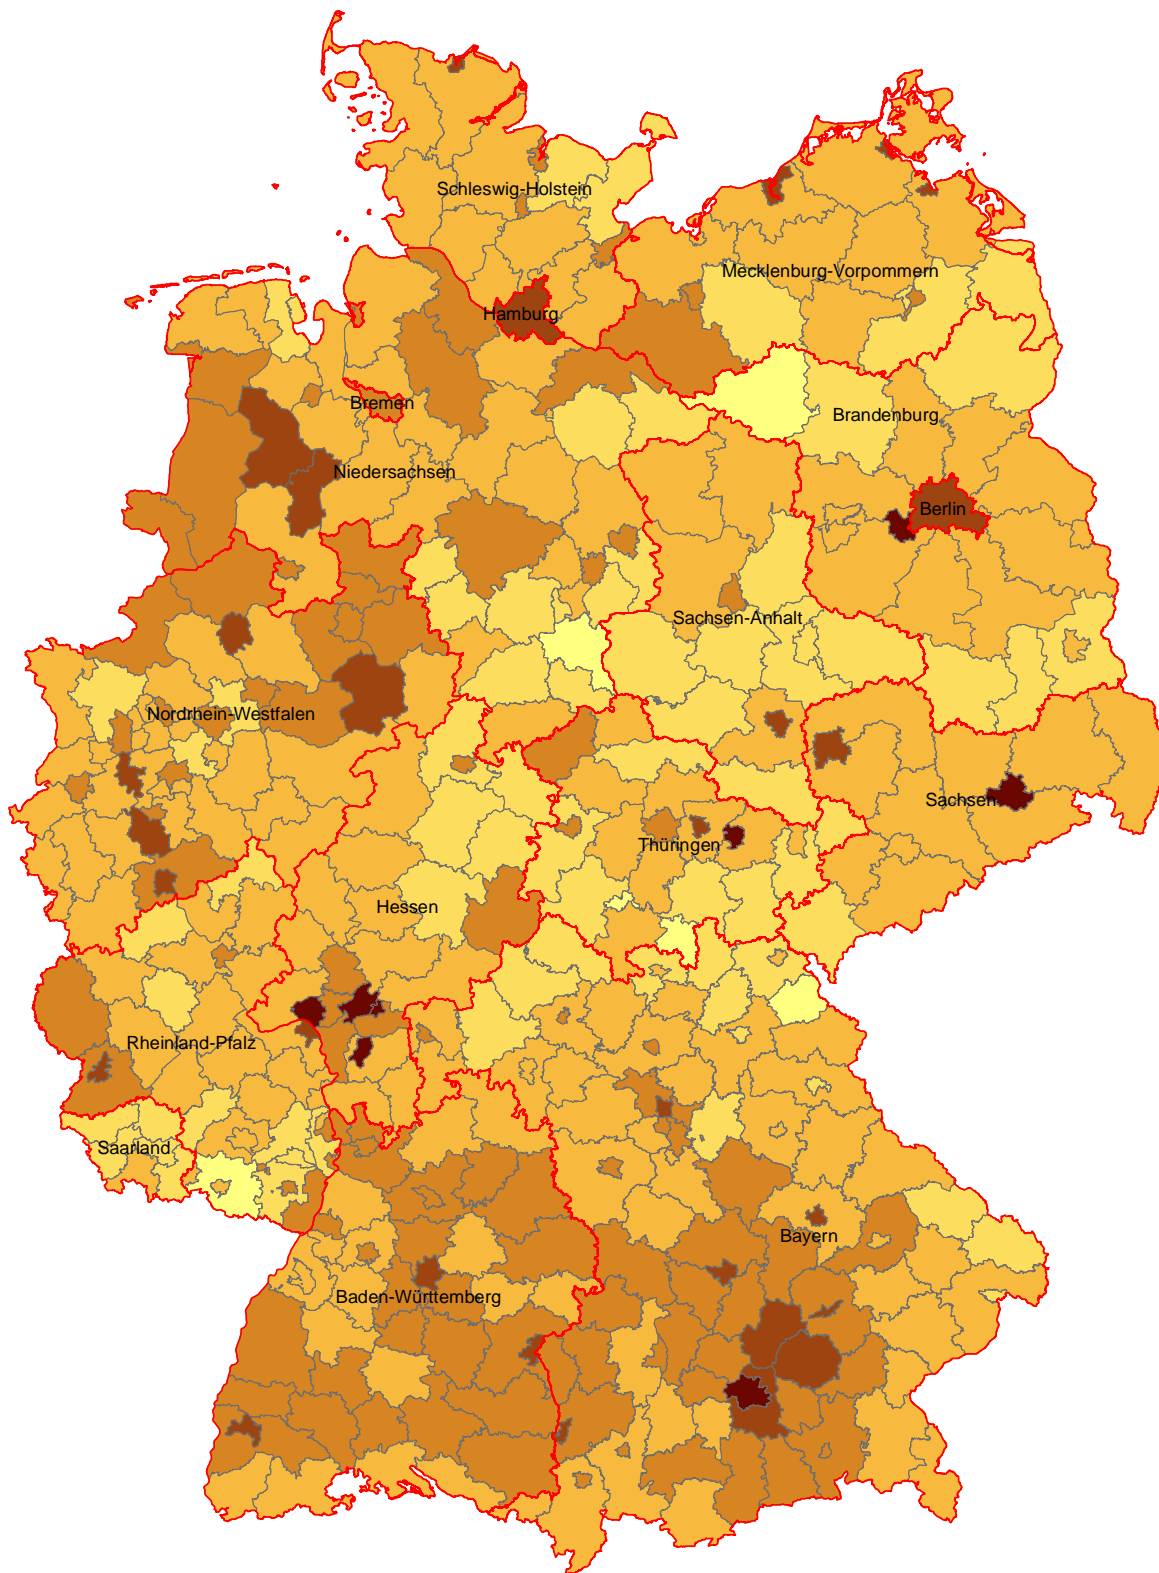 Schleswig-Holstein
Mecklenburg-Vorpommern
Hamburg
Bremen
Brandenburg
Niedersachsen
Berlin
Sachsen-Anhalt
Nordrhein-Westfalen
Sachsen
Thüringen
Hessen
Rheinland-Pfalz
Saarland
Bayern
Baden-Württemberg